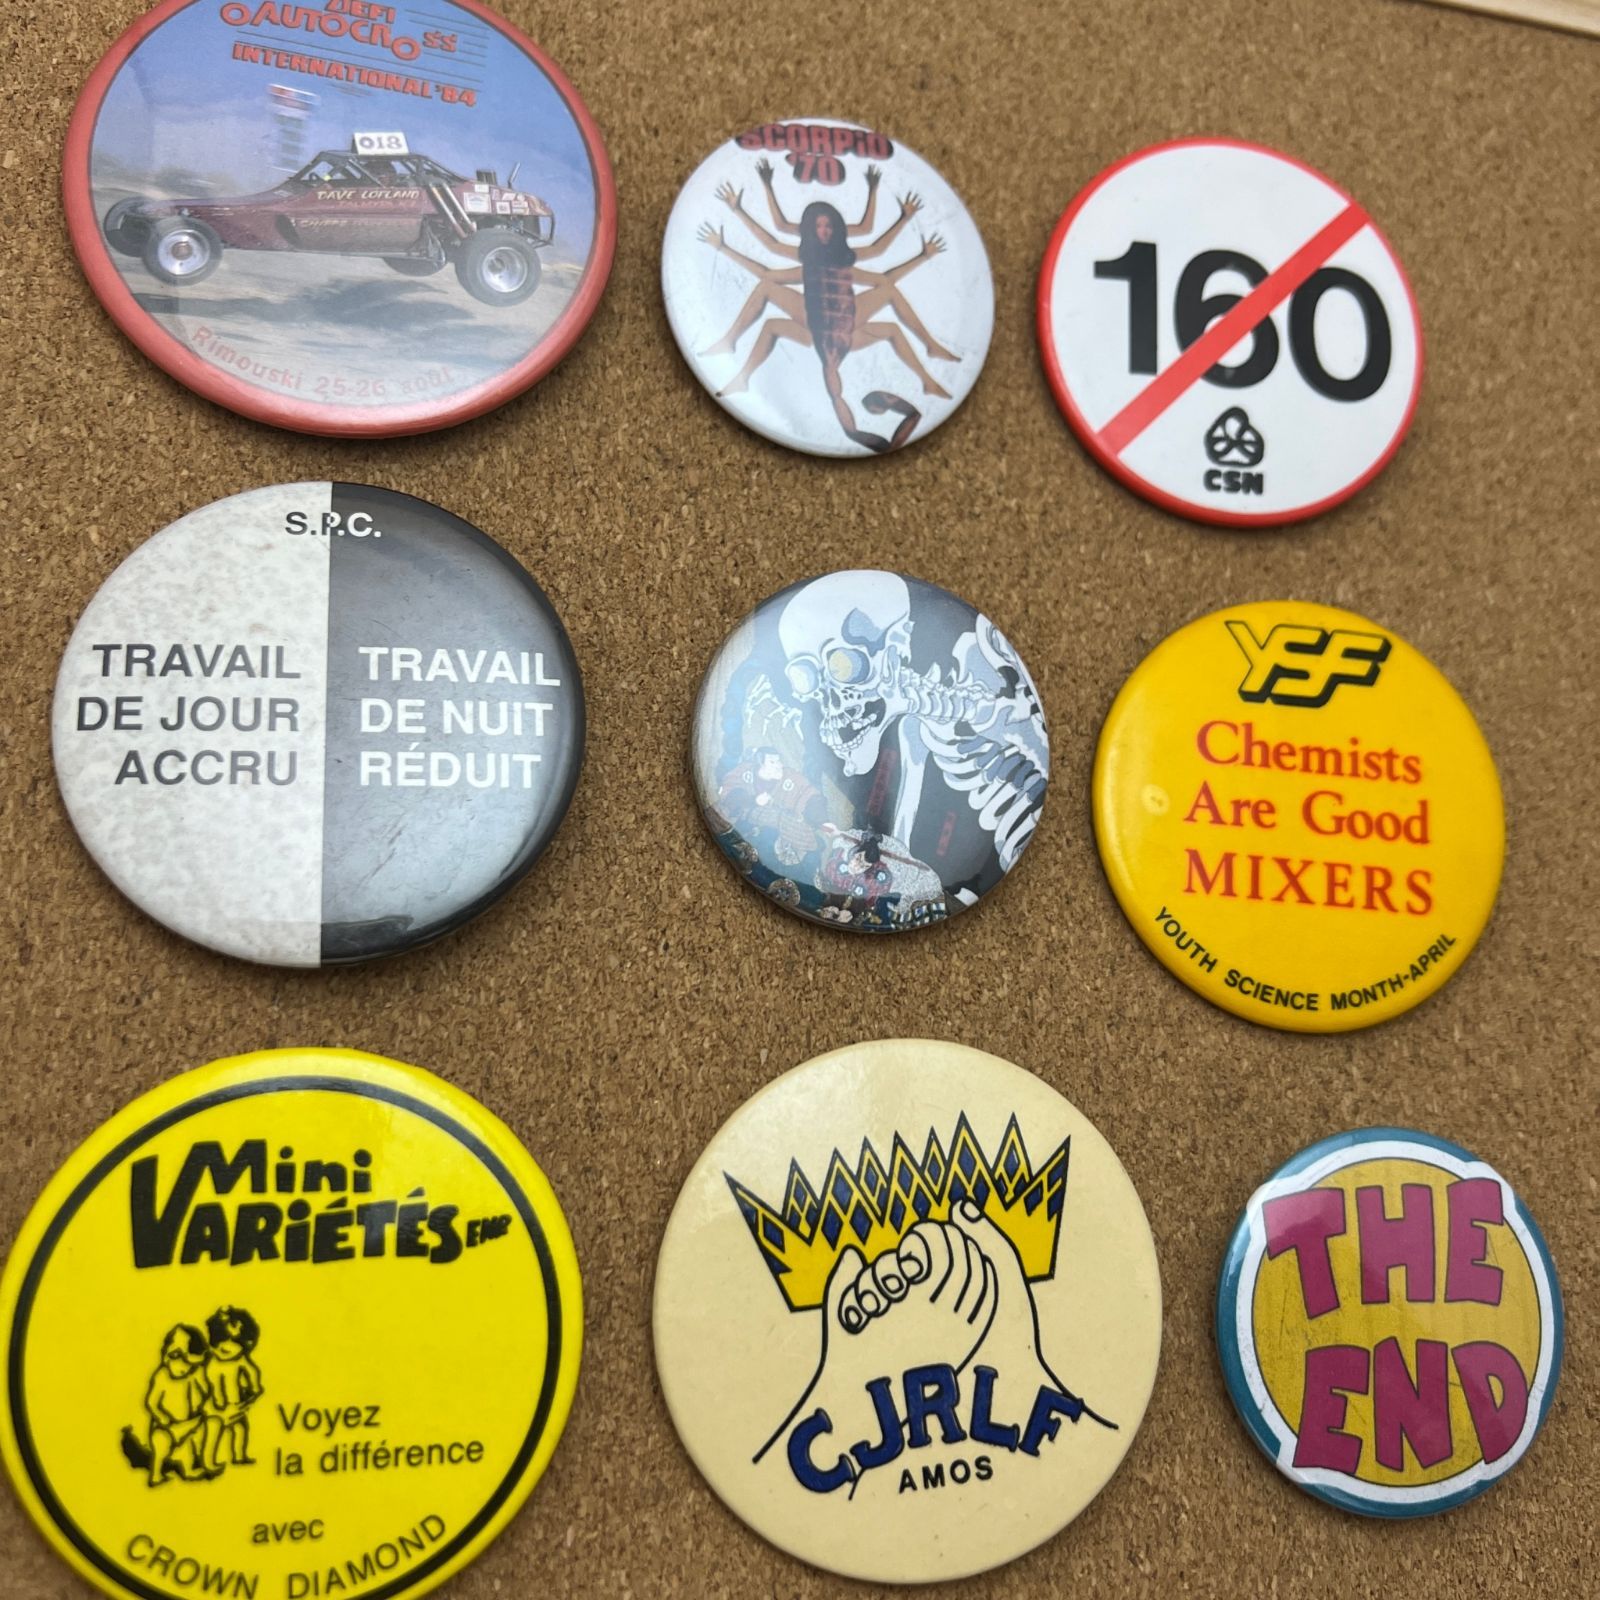 DÉFI
AUTOCROSS
INTERNATIONAL '84
018
DAVE LOFLAND
Rimouski 25-26 août
SCORPIO
'70
160
CSN
S.P.C.
TRAVAIL
DE JOUR
ACCRU
TRAVAIL
DE NUIT
RÉDUIT
YSF
Chemists
Are Good
MIXERS
YOUTH SCIENCE MONTH-APRIL
Mini
VARIÉTÉS ENR
Voyez
la différence
avec
CROWN DIAMOND
CJRLF
AMOS
THE
END